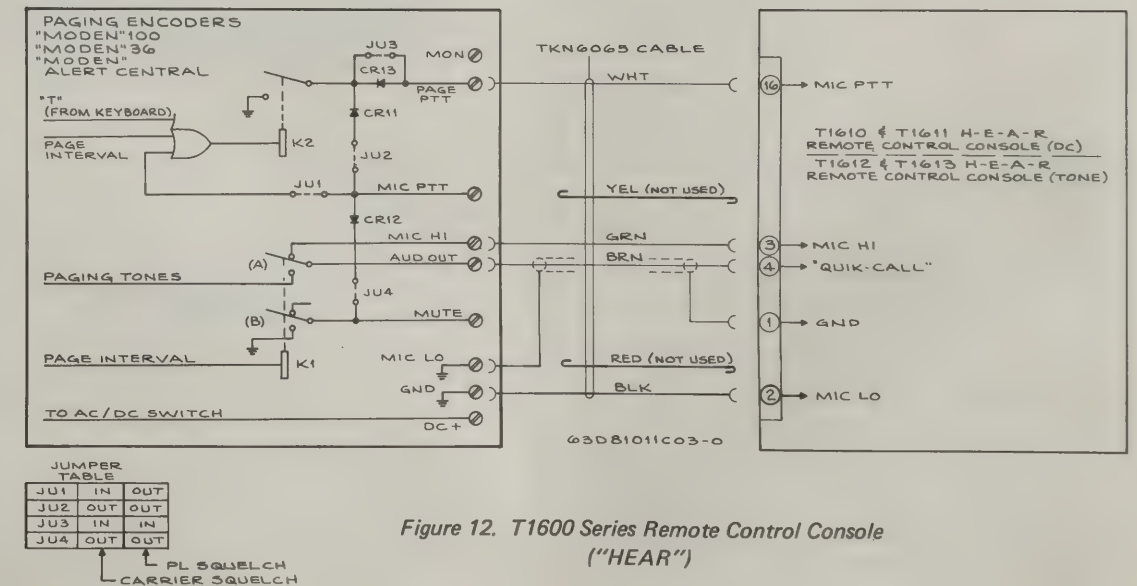 PAGING ENCODERS
"MODEN" 100
"MODEN" 36
"MODEN"
ALERT CENTRAL
"T"
(FROM KEYBOARD)
PAGE
INTERVAL
K2
JU3
CR13
CR11
JU2
JU1
MIC PTT
CR12
MIC HI
AUD OUT
(A)
PAGING TONES
JU4
(B)
MUTE
PAGE INTERVAL
K1
MIC LO
GND
TO AC/DC SWITCH
DC+
MON
PAGE
PTT
TKN6065 CABLE
WHT
YEL (NOT USED)
GRN
BRN
RED (NOT USED)
BLK
63D81011C03-0
16 MIC PTT
T1610 & T1611 H-E-A-R
REMOTE CONTROL CONSOLE (DC)
T1612 & T1613 H-E-A-R
REMOTE CONTROL CONSOLE (TONE)
3 MIC HI
4 "QUIK-CALL"
1 GND
2 MIC LO
JUMPER
TABLE
JU1 IN OUT
JU2 OUT OUT
JU3 IN IN
JU4 OUT OUT
PL SQUELCH
CARRIER SQUELCH
Figure 12. T1600 Series Remote Control Console
("HEAR")